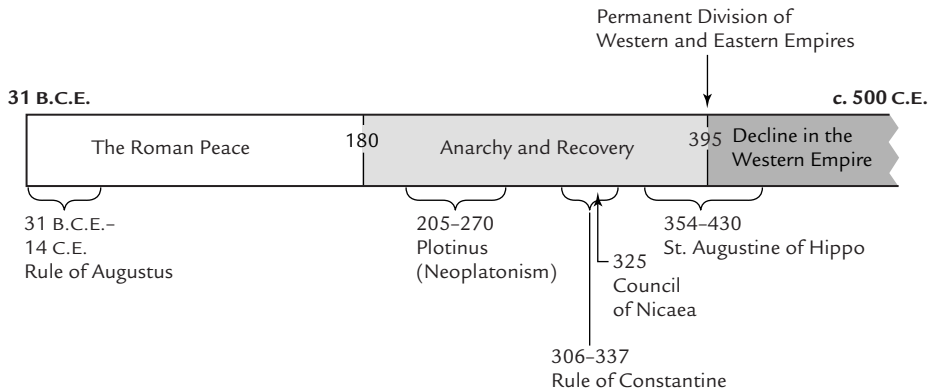 Permanent Division of
Western and Eastern Empires
31 B.C.E.
c. 500 C.E.
The Roman Peace
180
Anarchy and Recovery
395
Decline in the
Western Empire
31 B.C.E.–
14 C.E.
Rule of Augustus
205–270
Plotinus
(Neoplatonism)
325
Council
of Nicaea
354–430
St. Augustine of Hippo
306–337
Rule of Constantine